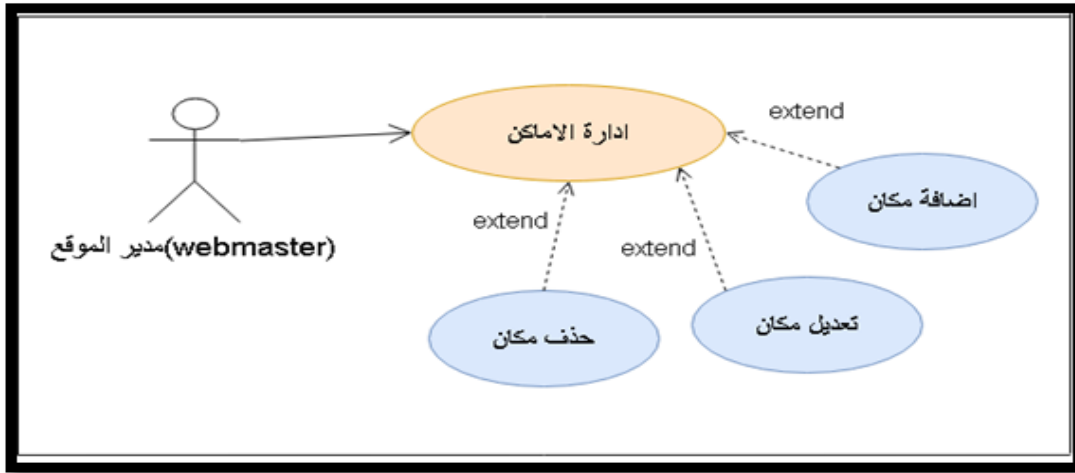 extend
ادارة الاماكن
اضافة مكان
extend
extend
مدير الموقع(webmaster)
تعديل مكان
حذف مكان